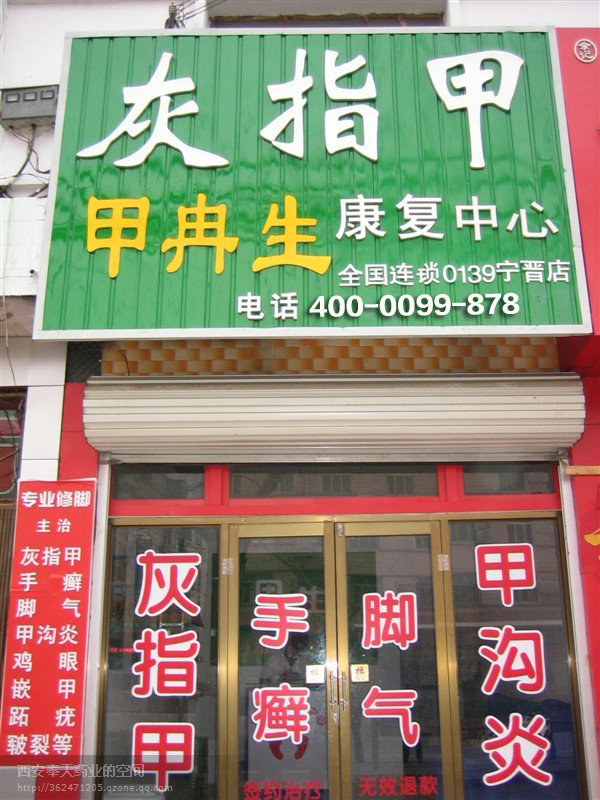 灰指甲
甲冉生
康复中心
全国连锁0139宁晋店
电话 400-0099-878
余记
专业修脚
主治
灰指甲
手癣
脚气
甲沟炎
鸡眼
嵌甲
跖疣
皲裂等
灰指甲
手癣
脚气
甲沟炎
签约治疗
无效退款
西安奉天药业的空间
http://362471205.qzone.qq.com